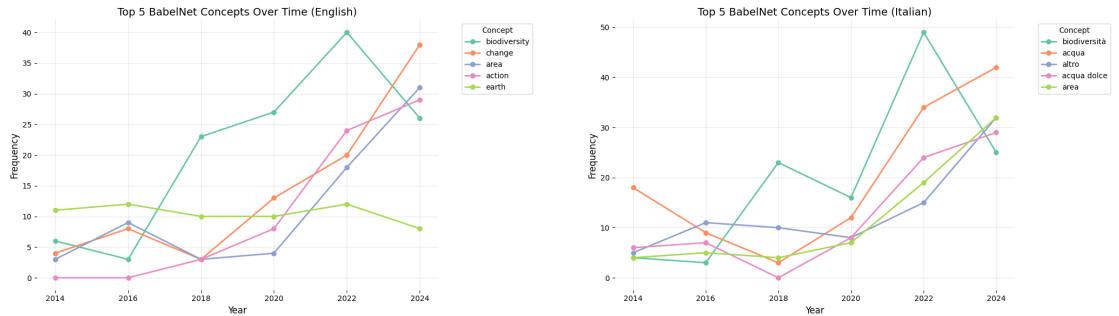 Top 5 BabelNet Concepts Over Time (English)
Frequency
40
35
30
25
20
15
10
5
0
2014 2016 2018 2020 2022 2024
Year
Concept
biodiversity
change
area
action
earth
Top 5 BabelNet Concepts Over Time (Italian)
Frequency
50
40
30
20
10
0
2014 2016 2018 2020 2022 2024
Year
Concept
biodiversità
acqua
altro
acqua dolce
area